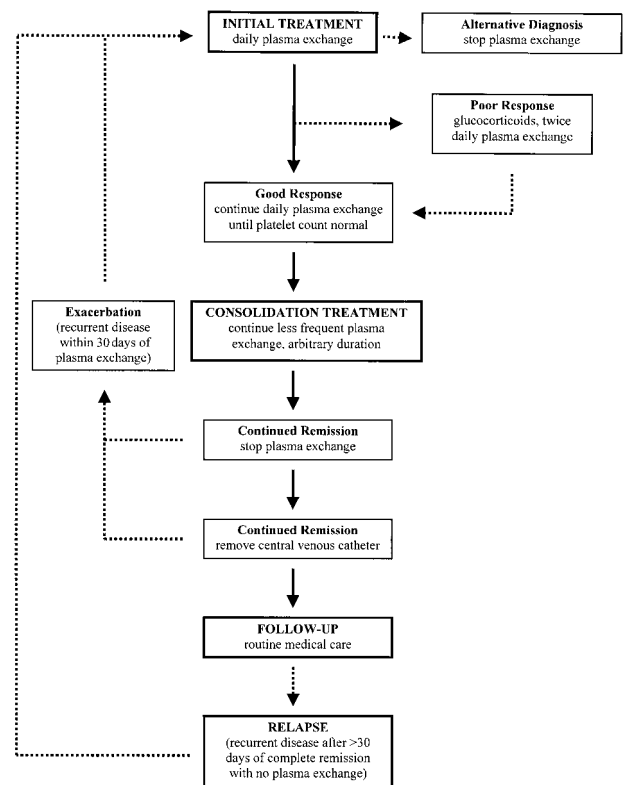 INITIAL TREATMENT
daily plasma exchange
Alternative Diagnosis
stop plasma exchange
Poor Response
glucocorticoids, twice
daily plasma exchange
Good Response
continue daily plasma exchange
until platelet count normal
Exacerbation
(recurrent disease
within 30 days of
plasma exchange)
CONSOLIDATION TREATMENT
continue less frequent plasma
exchange, arbitrary duration
Continued Remission
stop plasma exchange
Continued Remission
remove central venous catheter
FOLLOW-UP
routine medical care
RELAPSE
(recurrent disease after >30
days of complete remission
with no plasma exchange)